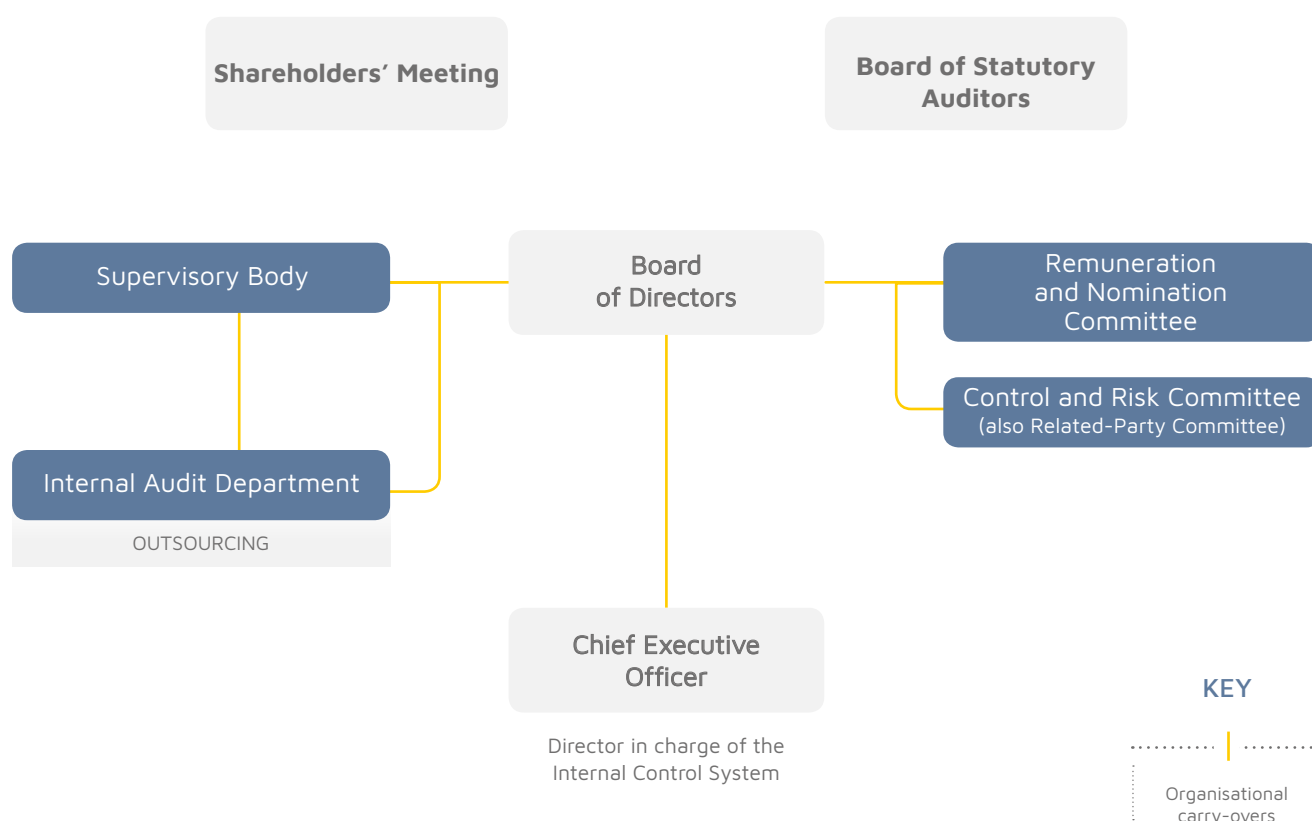 Shareholders’ Meeting
Board of Statutory
Auditors
Supervisory Body
Board
of Directors
Remuneration
and Nomination
Committee
Control and Risk Committee
(also Related-Party Committee)
Internal Audit Department
OUTSOURCING
Chief Executive
Officer
Director in charge of the
Internal Control System
KEY
Organisational
carry-overs